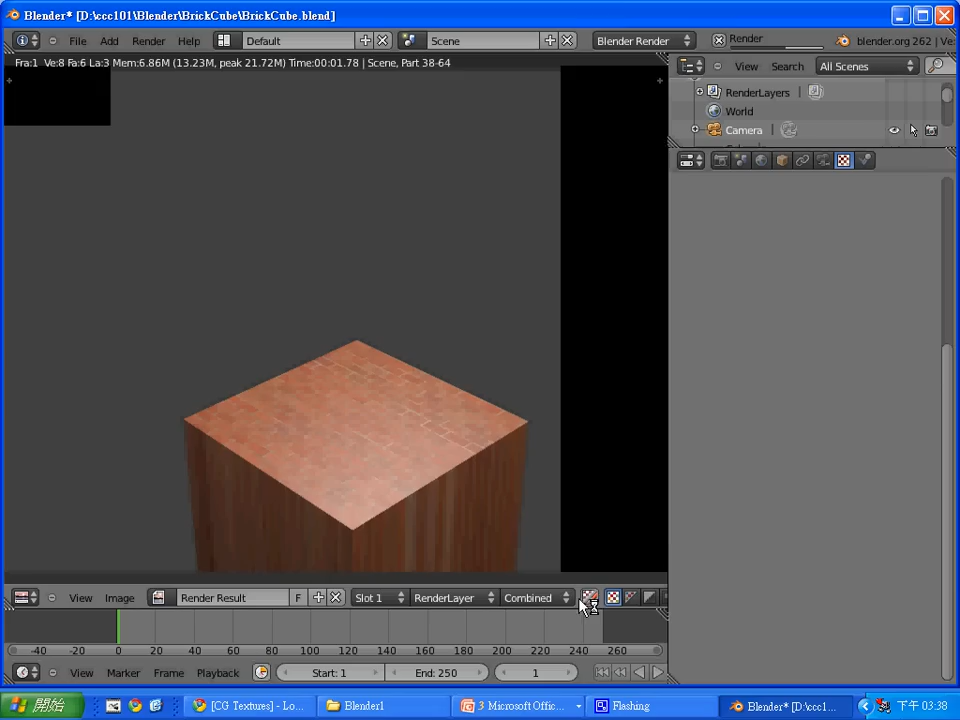 Blender* [D:\ccc101\Blender\BrickCube\BrickCube.blend]
File Add Render Help Default Scene Blender Render Render blender.org 262
Fra:1 Ve:8 Fa:6 La:3 Mem:6.86M (13.23M, peak 21.72M) Time:00:01.78 | Scene, Part 38-64
View Search All Scenes
RenderLayers
World
Camera
View Image Render Result F Slot 1 RenderLayer Combined
-40 -20 0 20 40 60 80 100 120 140 160 180 200 220 240 260
View Marker Frame Playback Start: 1 End: 250 1
開始 [CG Textures] - Lo... Blender1 3 Microsoft Offic... Flashing Blender* [D:\ccc1... 下午 03:38